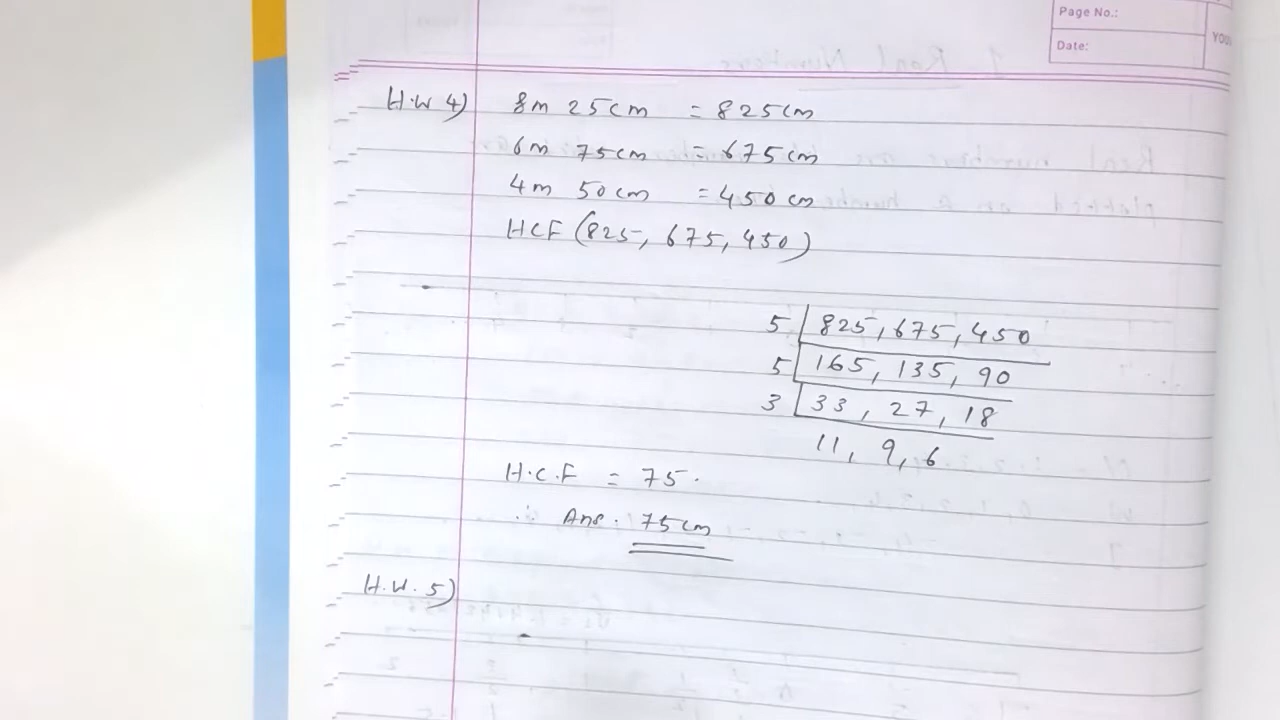 Page No.:
Date:
YOU
H.W 4) 8m 25cm = 825cm
6m 75cm = 675cm
4m 50cm = 450cm
HCF (825, 675, 450)
5 | 825, 675, 450
5 | 165, 135, 90
3 | 33, 27, 18
11, 9, 6
H.C.F = 75.
∴ Ans. 75cm
H.W. 5)